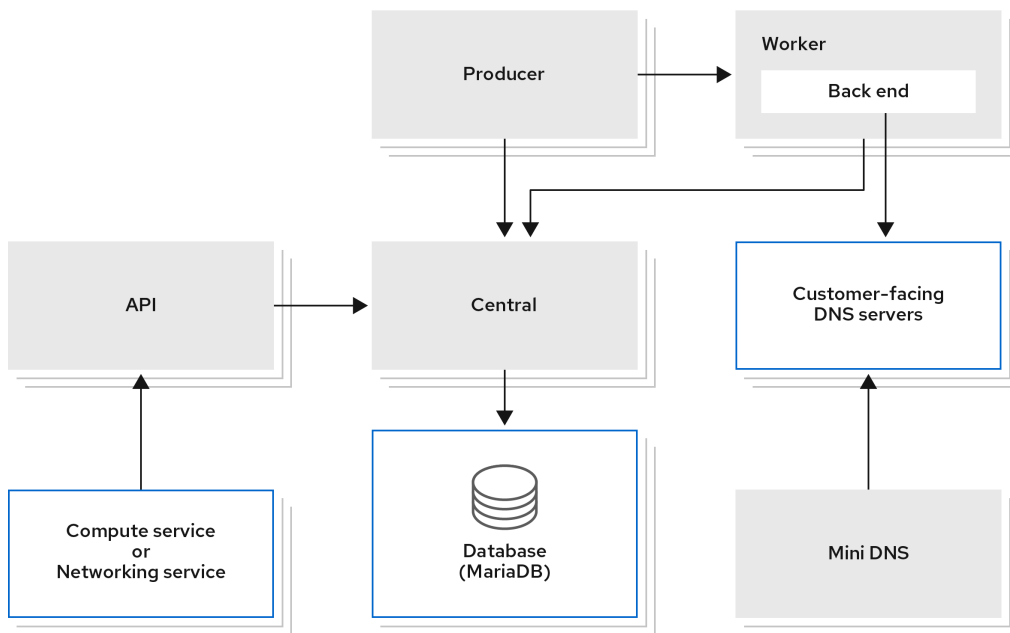 Producer
Worker
Back end
API
Central
Customer-facing
DNS servers
Compute service
or
Networking service
Database
(MariaDB)
Mini DNS